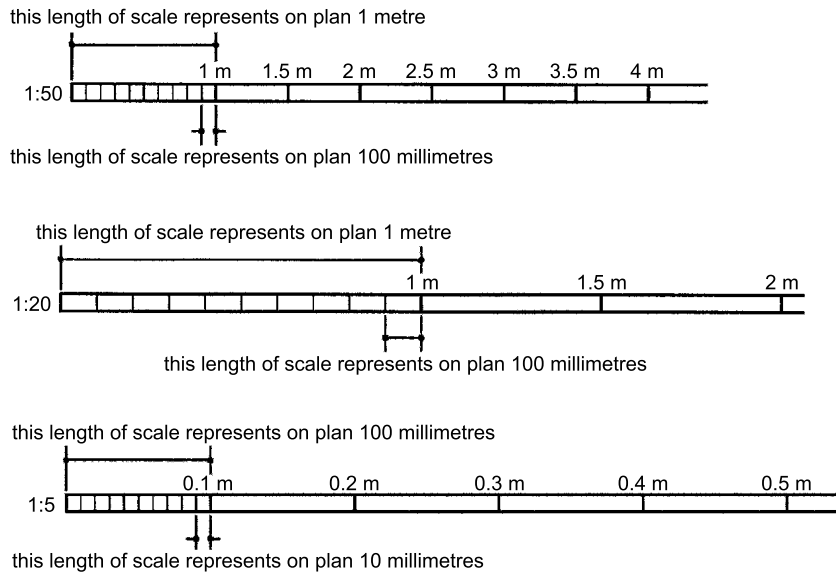 this length of scale represents on plan 1 metre
1 m 1.5 m 2 m 2.5 m 3 m 3.5 m 4 m
1:50
this length of scale represents on plan 100 millimetres
this length of scale represents on plan 1 metre
1 m 1.5 m 2 m
1:20
this length of scale represents on plan 100 millimetres
this length of scale represents on plan 100 millimetres
0.1 m 0.2 m 0.3 m 0.4 m 0.5 m
1:5
this length of scale represents on plan 10 millimetres